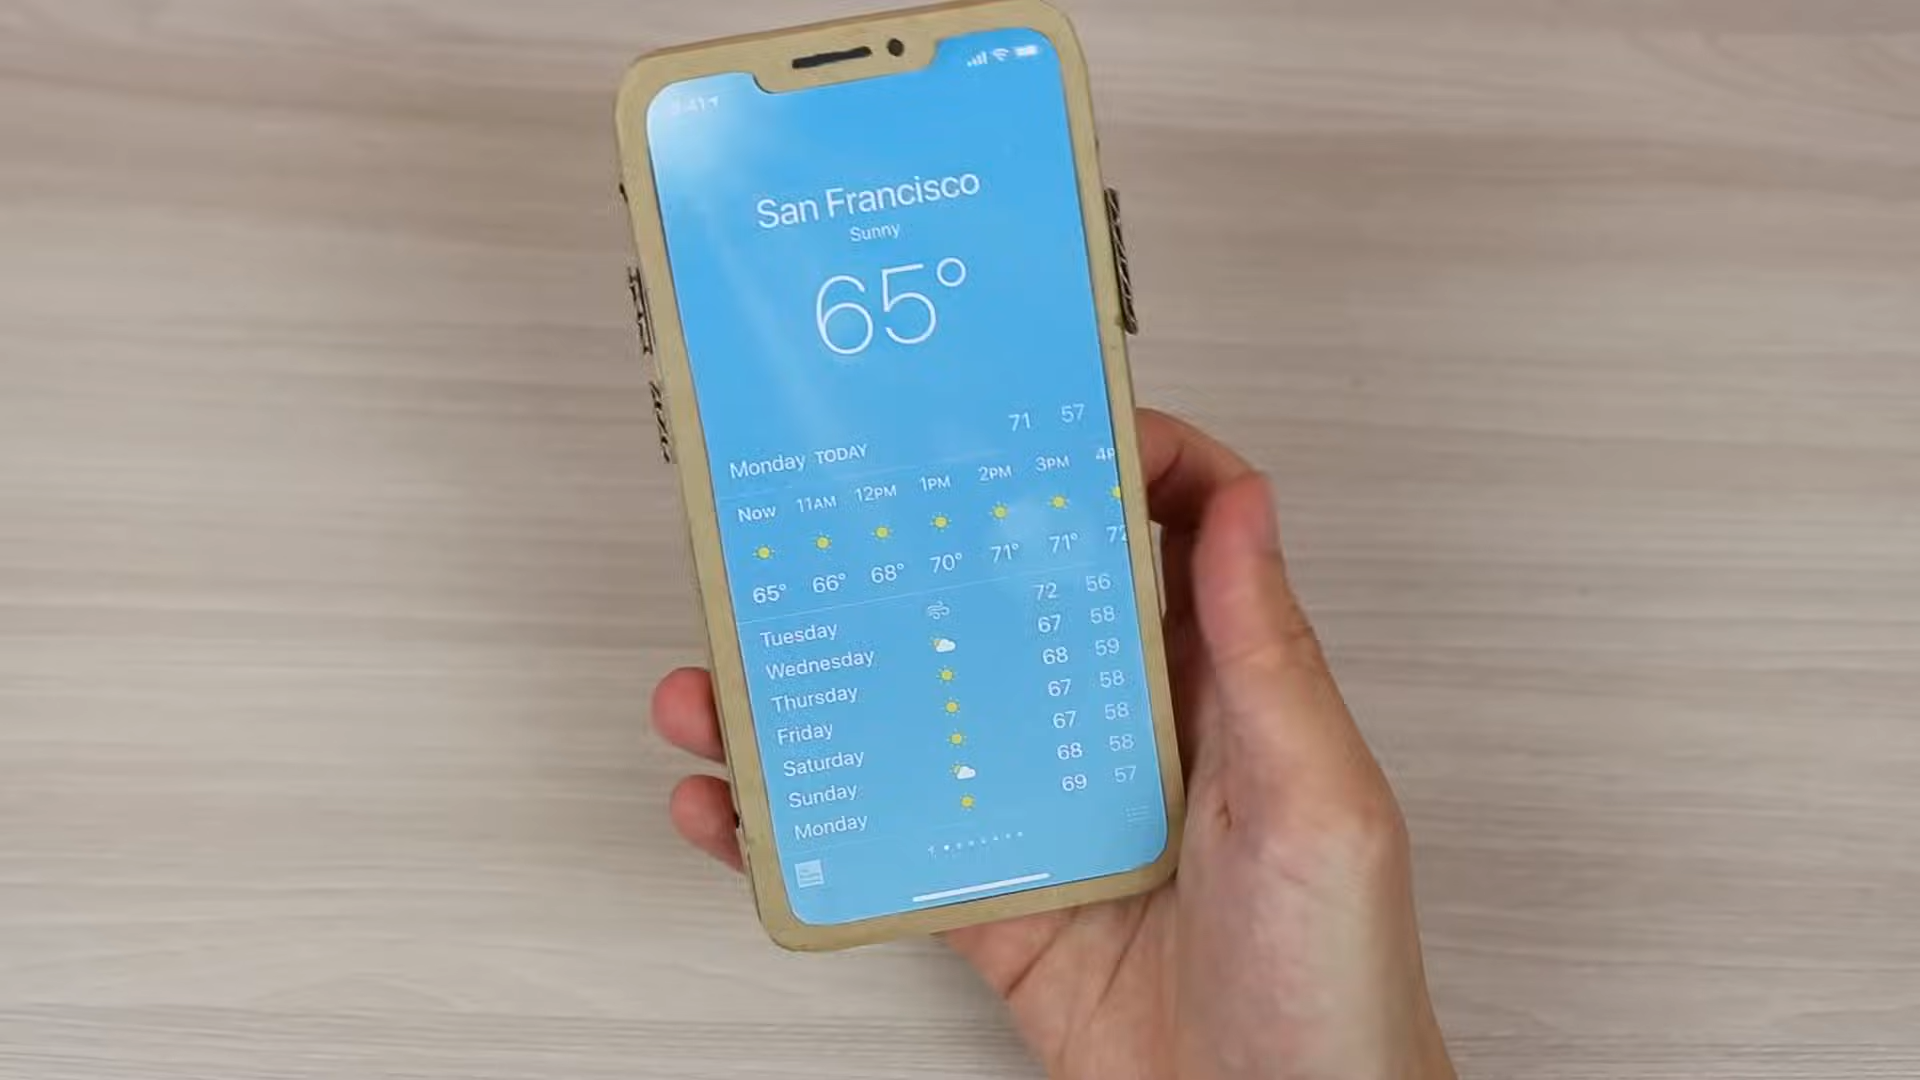 San Francisco
Sunny
65°
Monday TODAY 71 57
Now 11AM 12PM 1PM 2PM 3PM 4P
65° 66° 68° 70° 71° 71° 72
Tuesday 72 56
Wednesday 67 58
Thursday 68 59
Friday 67 58
Saturday 67 58
Sunday 68 58
Monday 69 57